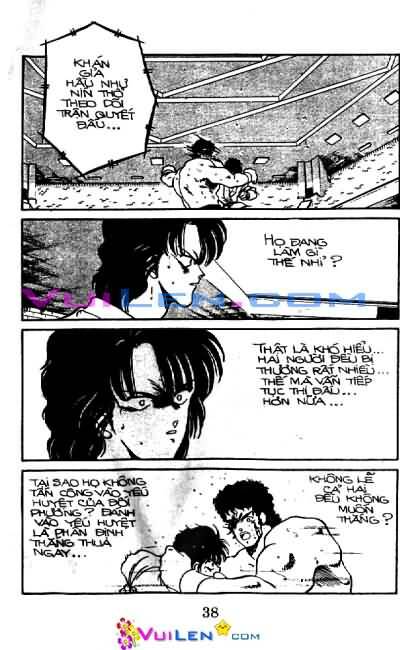 KHÁN
GIẢ
HẦU NHƯ
NÍN THỞ
THEO DÕI
TRẬN QUYẾT
ĐẤU...
HỌ ĐANG
LÀM GÌ
THẾ NHỈ?
VUILEN.COM
THẬT LÀ KHÓ HIỂU...
HAI NGƯỜI ĐỀU BỊ
THƯƠNG RẤT NHIỀU...
THẾ MÀ VẪN TIẾP
TỤC THI ĐẤU...
HƠN NỮA...
TẠI SAO HỌ KHÔNG
TẤN CÔNG VÀO YẾU
HUYỆT CỦA ĐỐI
PHƯƠNG? ĐÁNH
VÀO YẾU HUYỆT
LÀ PHÂN ĐỊNH
THẮNG THUA
NGAY...
KHÔNG LẼ
CẢ HAI
ĐỀU KHÔNG
MUỐN
THẮNG?
38
VUILEN.COM